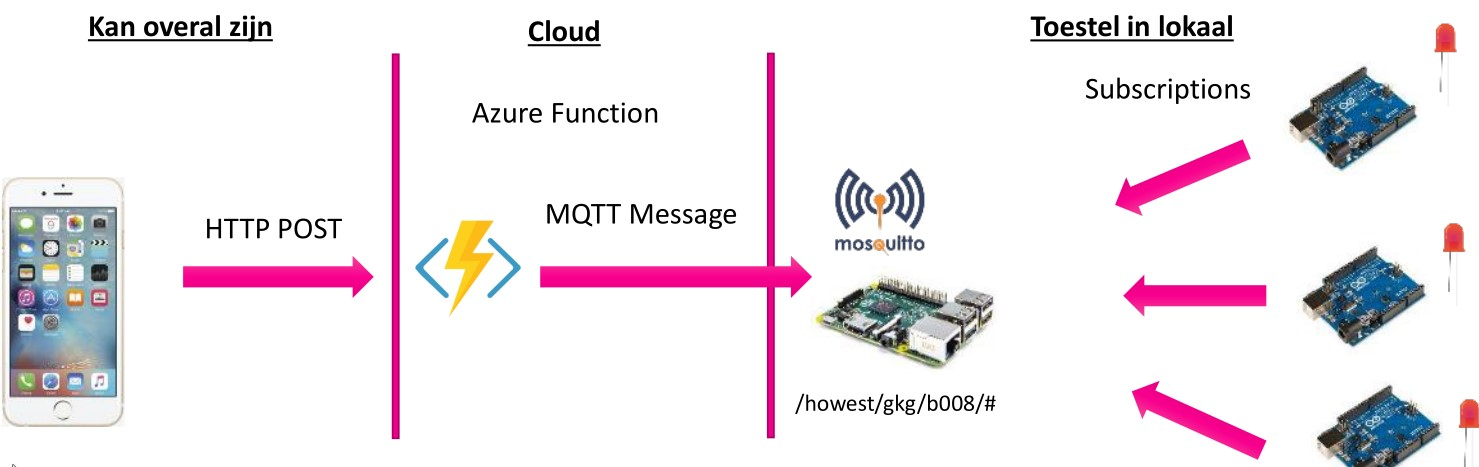 Kan overal zijn
Cloud
Toestel in lokaal
Subscriptions
Azure Function
MQTT Message
HTTP POST
mosquitto
/howest/gkg/b008/#